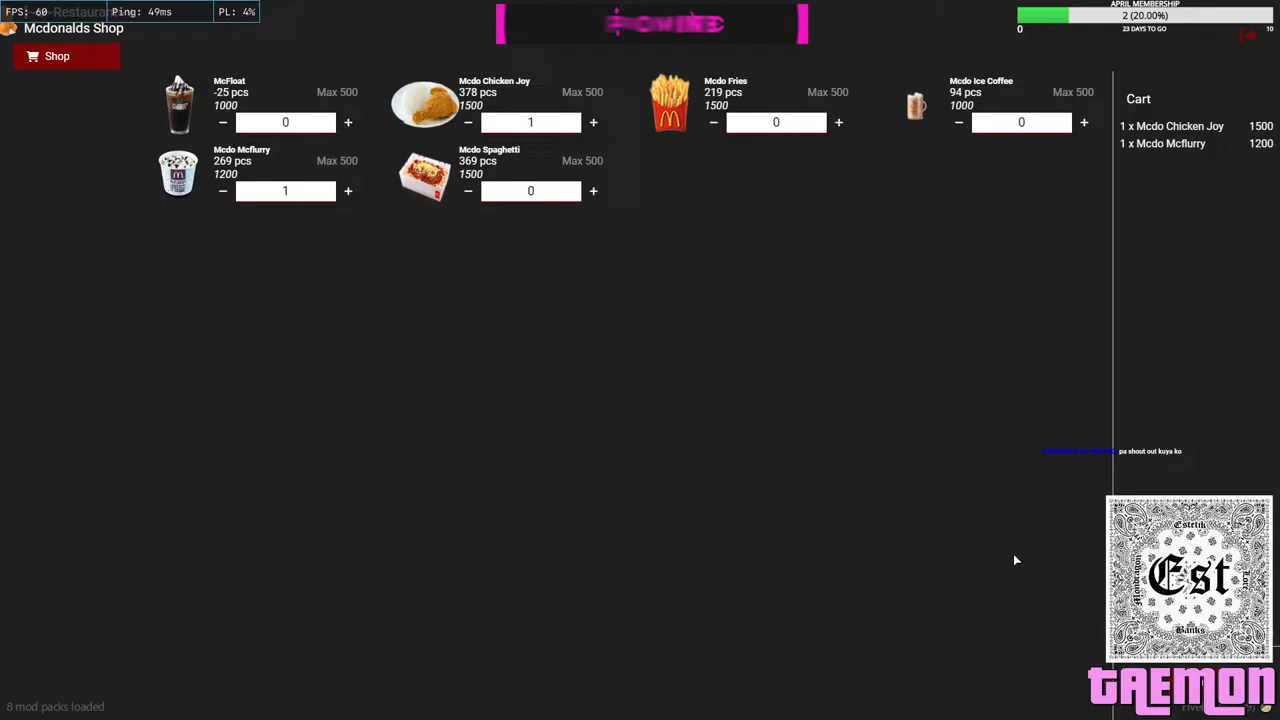 FPS: 60
Ping: 49ms
PL: 4%
Mcdonalds Shop
Shop
McFloat
-25 pcs
Max 500
1000
− 0 +
Mcdo Chicken Joy
378 pcs
Max 500
1500
− 1 +
Mcdo Fries
219 pcs
Max 500
1500
− 0 +
Mcdo Ice Coffee
94 pcs
Max 500
1000
− 0 +
Mcdo Mcflurry
269 pcs
Max 500
1200
− 1 +
Mcdo Spaghetti
369 pcs
Max 500
1500
− 0 +
APRIL MEMBERSHIP
2 (20.00%)
0
23 DAYS TO GO
10
Cart
1 x Mcdo Chicken Joy 1500
1 x Mcdo Mcflurry 1200
pa shout out kuya ko
Estetik
Mondragon
Est
Banks
TAEMON
8 mod packs loaded